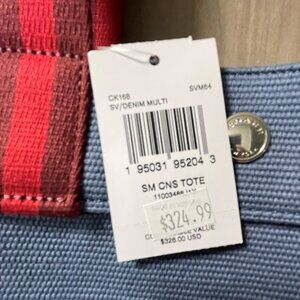 CK168 SVM64
SV/DENIM MULTI
1 95031 95204 3
SM CNS TOTE
$324.99
VALUE
$328.00 USD